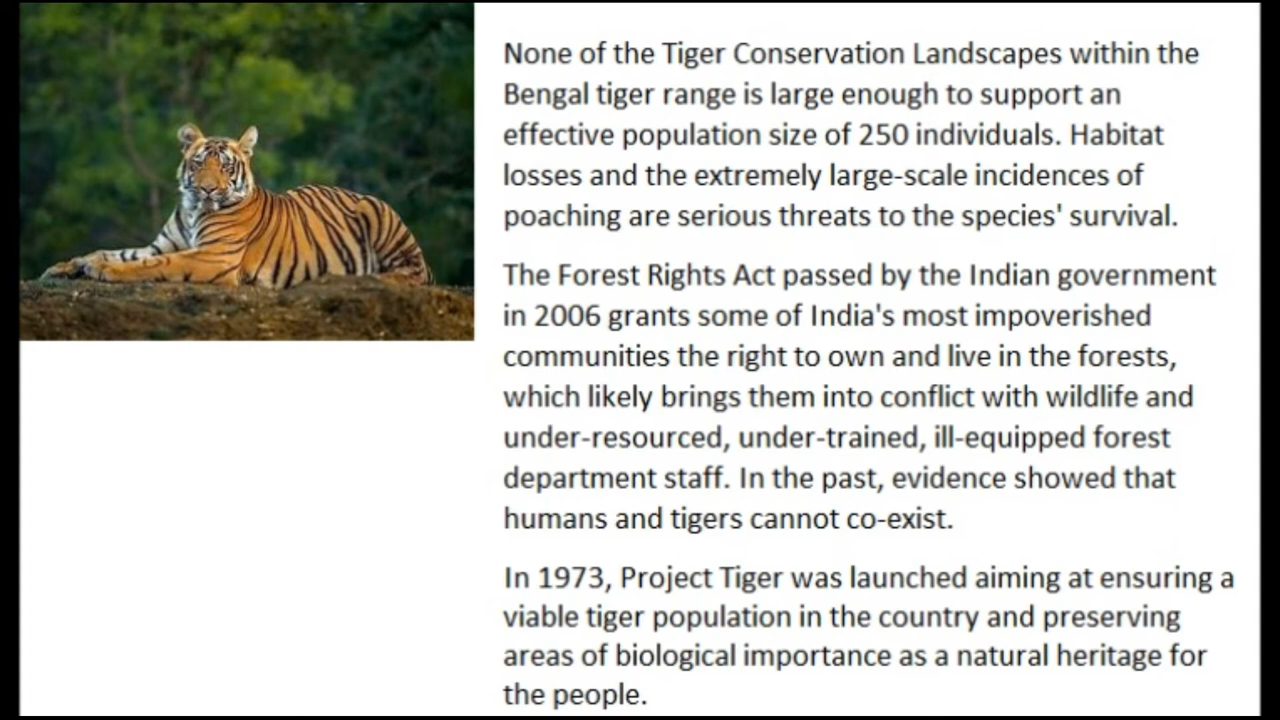 None of the Tiger Conservation Landscapes within the
Bengal tiger range is large enough to support an
effective population size of 250 individuals. Habitat
losses and the extremely large-scale incidences of
poaching are serious threats to the species' survival.
The Forest Rights Act passed by the Indian government
in 2006 grants some of India's most impoverished
communities the right to own and live in the forests,
which likely brings them into conflict with wildlife and
under-resourced, under-trained, ill-equipped forest
department staff. In the past, evidence showed that
humans and tigers cannot co-exist.
In 1973, Project Tiger was launched aiming at ensuring a
viable tiger population in the country and preserving
areas of biological importance as a natural heritage for
the people.